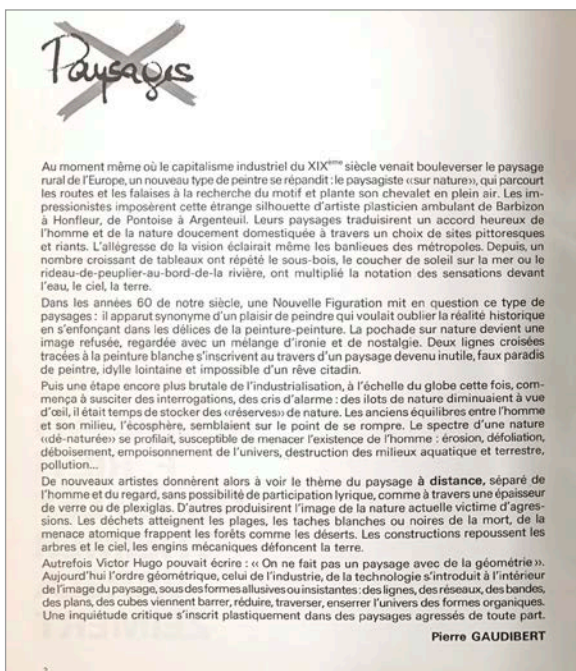 Paysages
Au moment même où le capitalisme industriel du XIXème siècle venait bouleverser le paysage
rural de l'Europe, un nouveau type de peintre se répandit : le paysagiste «sur nature», qui parcourt
les routes et les falaises à la recherche du motif et plante son chevalet en plein air. Les im-
pressionistes imposèrent cette étrange silhouette d'artiste plasticien ambulant de Barbizon
à Honfleur, de Pontoise à Argenteuil. Leurs paysages traduisirent un accord heureux de
l'homme et de la nature doucement domestiquée à travers un choix de sites pittoresques
et riants. L'allégresse de la vision éclairait même les banlieues des métropoles. Depuis, un
nombre croissant de tableaux ont répété le sous-bois, le coucher de soleil sur la mer ou le
rideau-de-peuplier-au-bord-de-la rivière, ont multiplié la notation des sensations devant
l'eau, le ciel, la terre.
Dans les années 60 de notre siècle, une Nouvelle Figuration mit en question ce type de
paysages : il apparut synonyme d'un plaisir de peindre qui voulait oublier la réalité historique
en s'enfonçant dans les délices de la peinture-peinture. La pochade sur nature devient une
image refusée, regardée avec un mélange d'ironie et de nostalgie. Deux lignes croisées
tracées à la peinture blanche s'inscrivent au travers d'un paysage devenu inutile, faux paradis
de peintre, idylle lointaine et impossible d'un rêve citadin.
Puis une étape encore plus brutale de l'industrialisation, à l'échelle du globe cette fois, com-
mença à susciter des interrogations, des cris d'alarme : des ilots de nature diminuaient à vue
d'œil, il était temps de stocker des «réserves» de nature. Les anciens équilibres entre l'homme
et son milieu, l'écosphère, semblaient sur le point de se rompre. Le spectre d'une nature
«dé-naturée» se profilait, susceptible de menacer l'existence de l'homme : érosion, défoliation,
déboisement, empoisonnement de l'univers, destruction des milieux aquatique et terrestre,
pollution...
De nouveaux artistes donnèrent alors à voir le thème du paysage à distance, séparé de
l'homme et du regard, sans possibilité de participation lyrique, comme à travers une épaisseur
de verre ou de plexiglas. D'autres produisirent l'image de la nature actuelle victime d'agres-
sions. Les déchets atteignent les plages, les taches blanches ou noires de la mort, de la
menace atomique frappent les forêts comme les déserts. Les constructions repoussent les
arbres et le ciel, les engins mécaniques défoncent la terre.
Autrefois Victor Hugo pouvait écrire : « On ne fait pas un paysage avec de la géométrie ».
Aujourd'hui l'ordre géométrique, celui de l'industrie, de la technologie s'introduit à l'intérieur
de l'image du paysage, sous des formes allusives ou insistantes : des lignes, des réseaux, des bandes,
des plans, des cubes viennent barrer, réduire, traverser, enserrer l'univers des formes organiques.
Une inquiétude critique s'inscrit plastiquement dans des paysages agressés de toute part.
Pierre GAUDIBERT